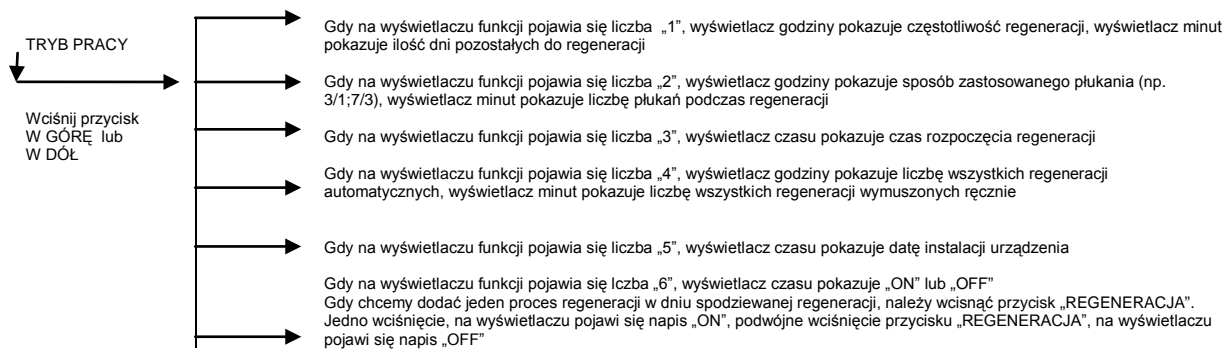 TRYB PRACY
Wciśnij przycisk
W GÓRĘ lub
W DÓŁ
Gdy na wyświetlaczu funkcji pojawia się liczba „1”, wyświetlacz godziny pokazuje częstotliwość regeneracji, wyświetlacz minut
pokazuje ilość dni pozostałych do regeneracji
Gdy na wyświetlaczu funkcji pojawia się liczba „2”, wyświetlacz godziny pokazuje sposób zastosowanego płukania (np.
3/1;7/3), wyświetlacz minut pokazuje liczbę płukań podczas regeneracji
Gdy na wyświetlaczu funkcji pojawia się liczba „3”, wyświetlacz czasu pokazuje czas rozpoczęcia regeneracji
Gdy na wyświetlaczu funkcji pojawia się liczba „4”, wyświetlacz godziny pokazuje liczbę wszystkich regeneracji
automatycznych, wyświetlacz minut pokazuje liczbę wszystkich regeneracji wymuszonych ręcznie
Gdy na wyświetlaczu funkcji pojawia się liczba „5”, wyświetlacz czasu pokazuje datę instalacji urządzenia
Gdy na wyświetlaczu funkcji pojawia się lczba „6”, wyświetlacz czasu pokazuje „ON” lub „OFF”
Gdy chcemy dodać jeden proces regeneracji w dniu spodziewanej regeneracji, należy wcisnąć przycisk „REGENERACJA”.
Jedno wciśnięcie, na wyświetlaczu pojawi się napis „ON”, podwójne wciśnięcie przycisku „REGENERACJA”, na wyświetlaczu
pojawi się napis „OFF”